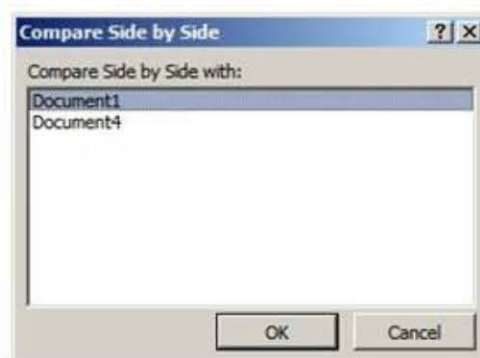 Compare Side by Side
Compare Side by Side with:
Document1
Document4
OK
Cancel